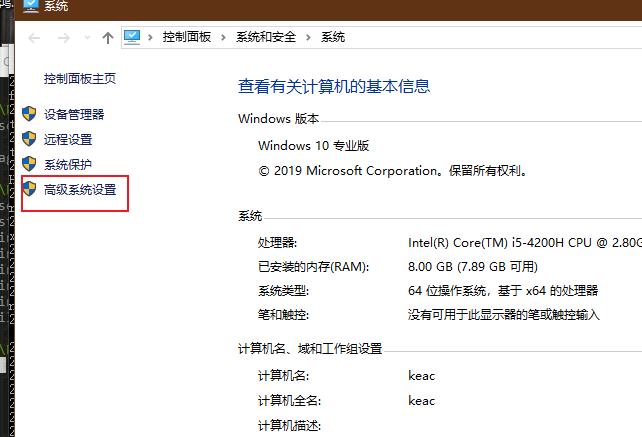 系统
控制面板 系统和安全 系统
控制面板主页
设备管理器
远程设置
系统保护
高级系统设置
查看有关计算机的基本信息
Windows 版本
Windows 10 专业版
© 2019 Microsoft Corporation。保留所有权利。
系统
处理器: Intel(R) Core(TM) i5-4200H CPU @ 2.80G
已安装的内存(RAM): 8.00 GB (7.89 GB 可用)
系统类型: 64 位操作系统，基于 x64 的处理器
笔和触控: 没有可用于此显示器的笔或触控输入
计算机名、域和工作组设置
计算机名: keac
计算机全名: keac
计算机描述: